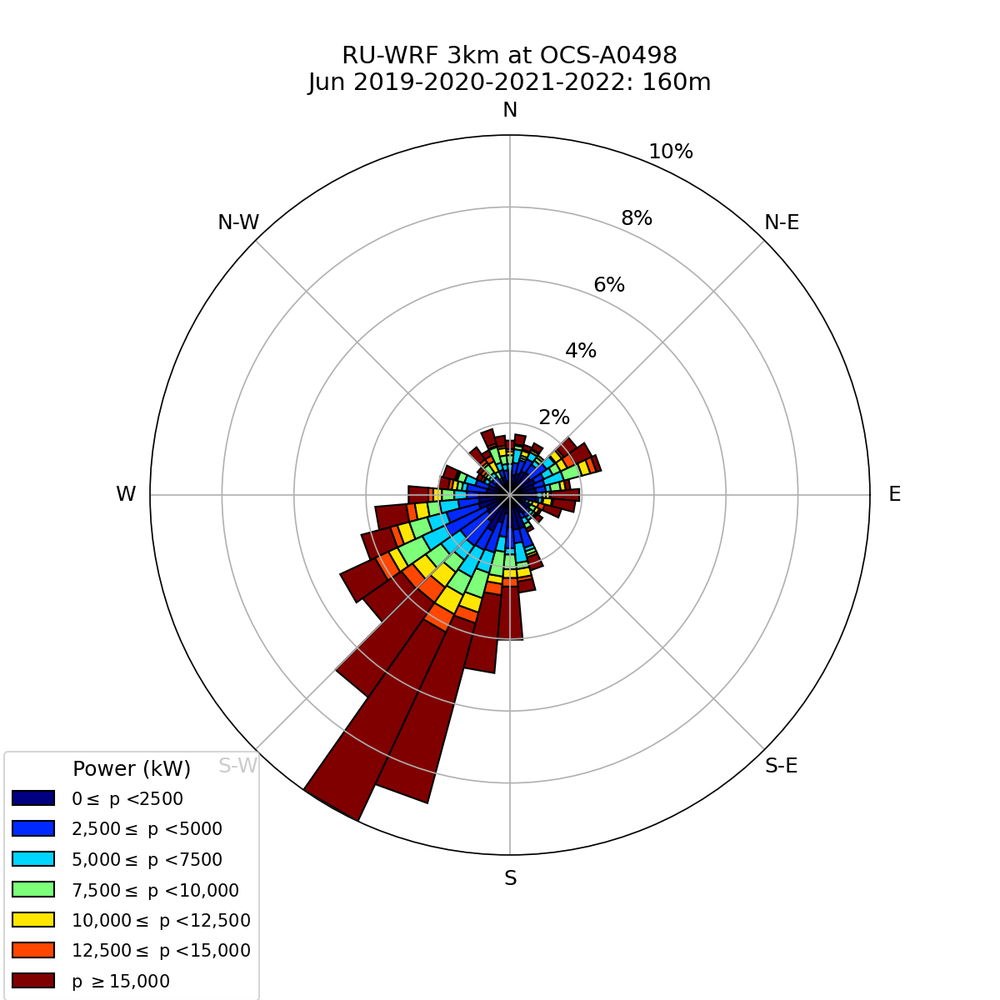 RU-WRF 3km at OCS-A0498
Jun 2019-2020-2021-2022: 160m
N
10%
N-W
N-E
8%
6%
4%
2%
W
E
S-W
S-E
S
Power (kW)
0≤ p <2500
2,500≤ p <5000
5,000≤ p <7500
7,500≤ p <10,000
10,000≤ p <12,500
12,500≤ p <15,000
p ≥15,000